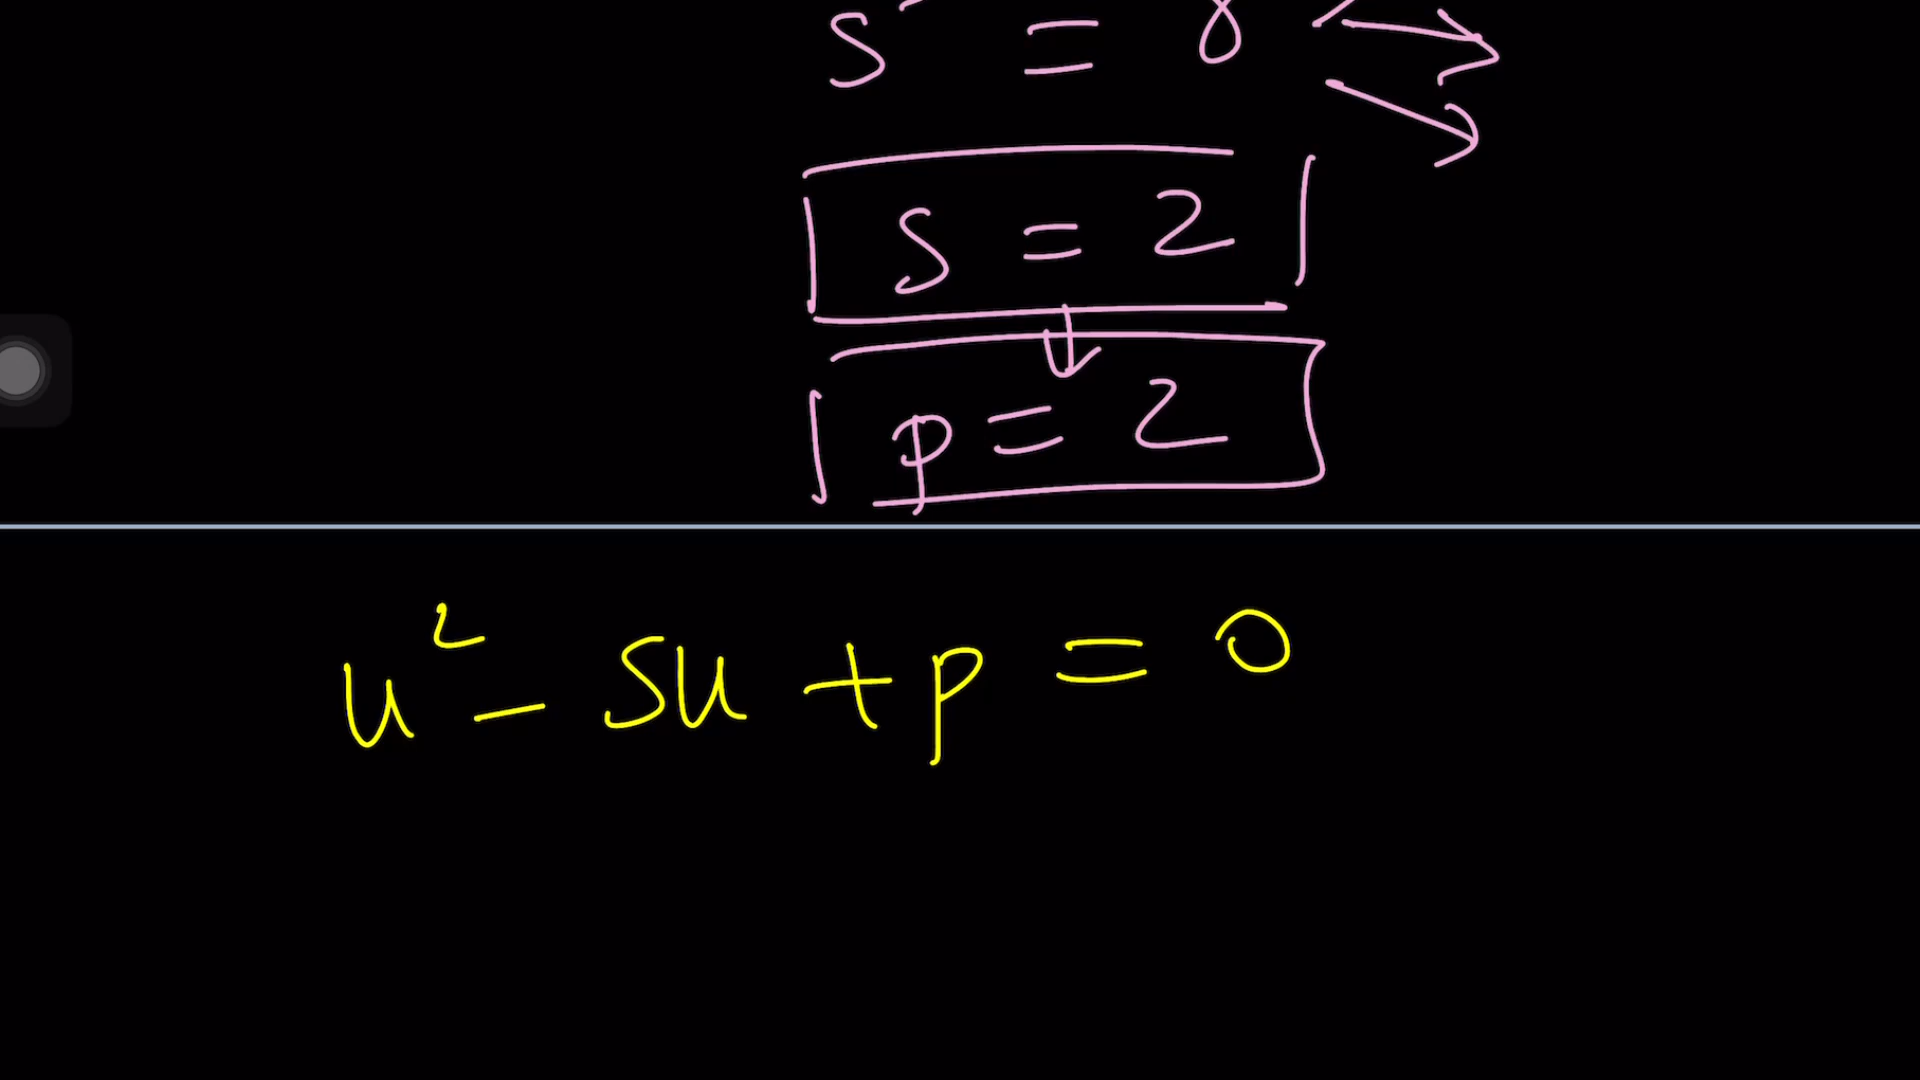 s = 8
s = 2
p = 2
u² - su + p = 0